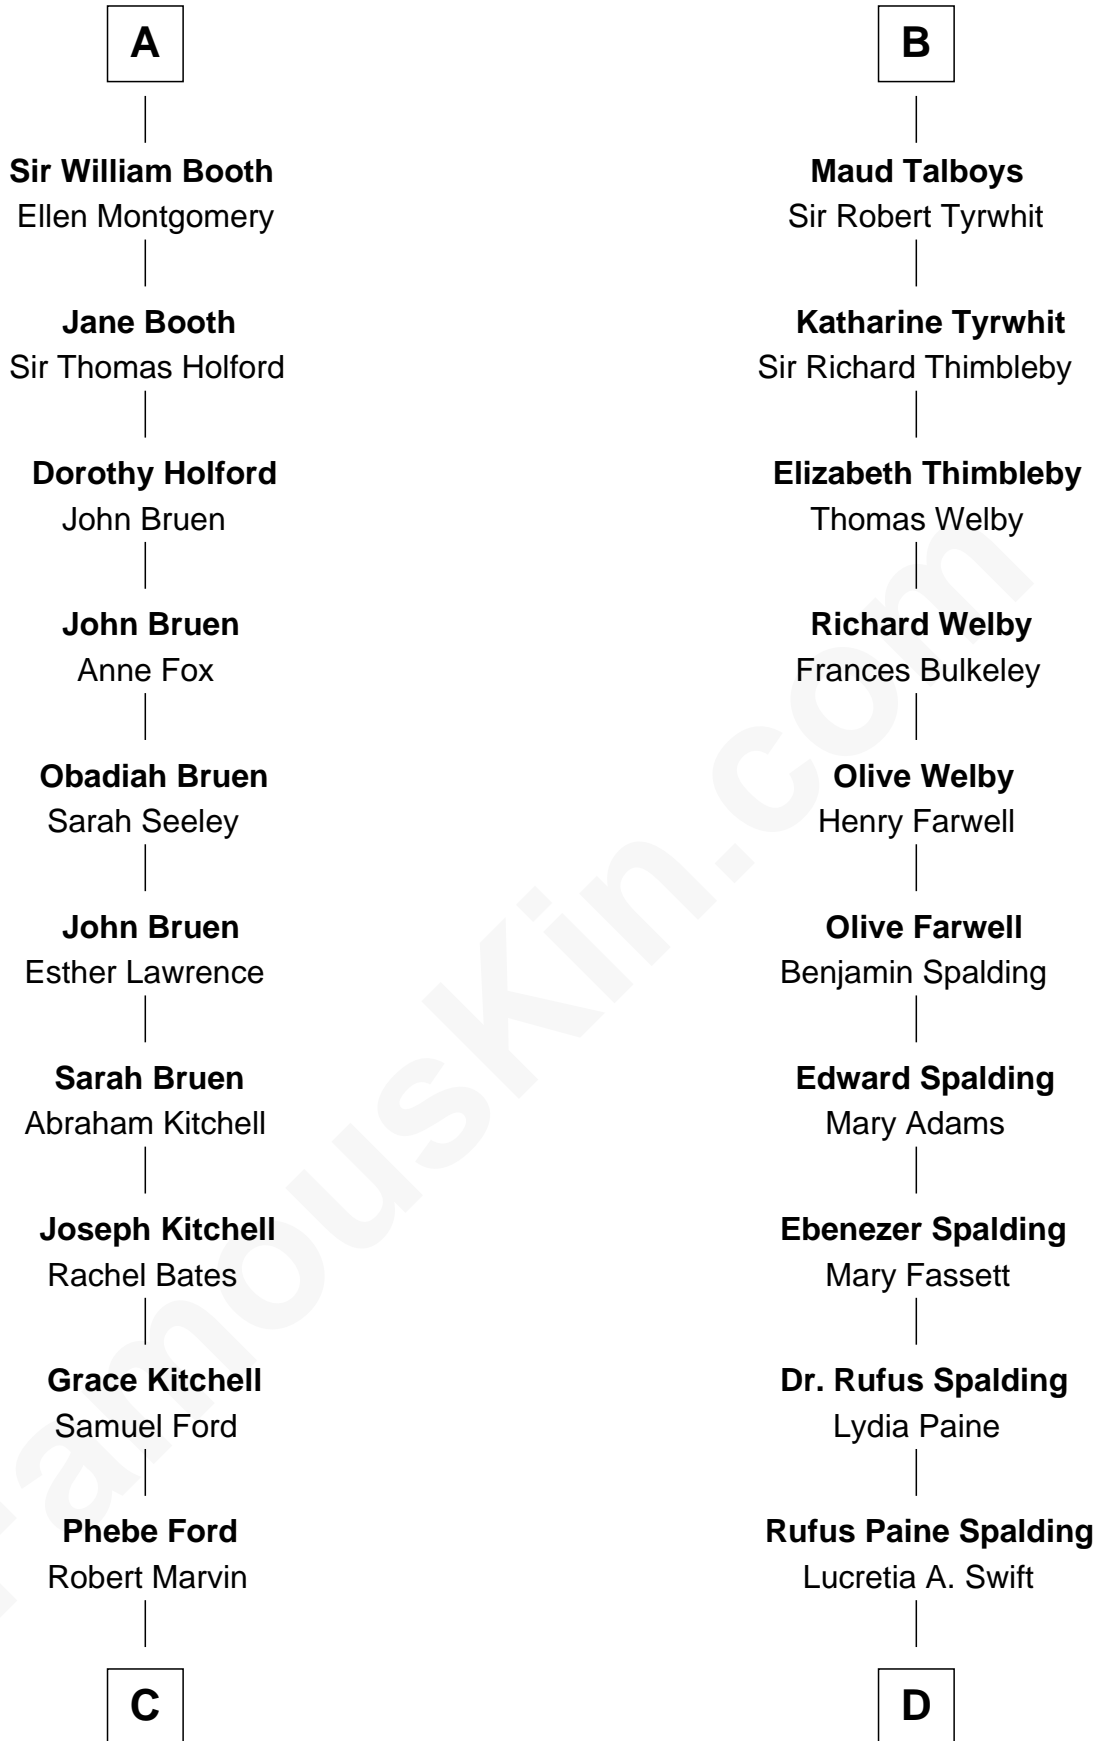 A
Sir William Booth
Ellen Montgomery
Jane Booth
Sir Thomas Holford
Dorothy Holford
John Bruen
John Bruen
Anne Fox
Obadiah Bruen
Sarah Seeley
John Bruen
Esther Lawrence
Sarah Bruen
Abraham Kitchell
Joseph Kitchell
Rachel Bates
Grace Kitchell
Samuel Ford
Phebe Ford
Robert Marvin
C
B
Maud Talboys
Sir Robert Tyrwhit
Katharine Tyrwhit
Sir Richard Thimbleby
Elizabeth Thimbleby
Thomas Welby
Richard Welby
Frances Bulkeley
Olive Welby
Henry Farwell
Olive Farwell
Benjamin Spalding
Edward Spalding
Mary Adams
Ebenezer Spalding
Mary Fassett
Dr. Rufus Spalding
Lydia Paine
Rufus Paine Spalding
Lucretia A. Swift
D
FamousKin.com